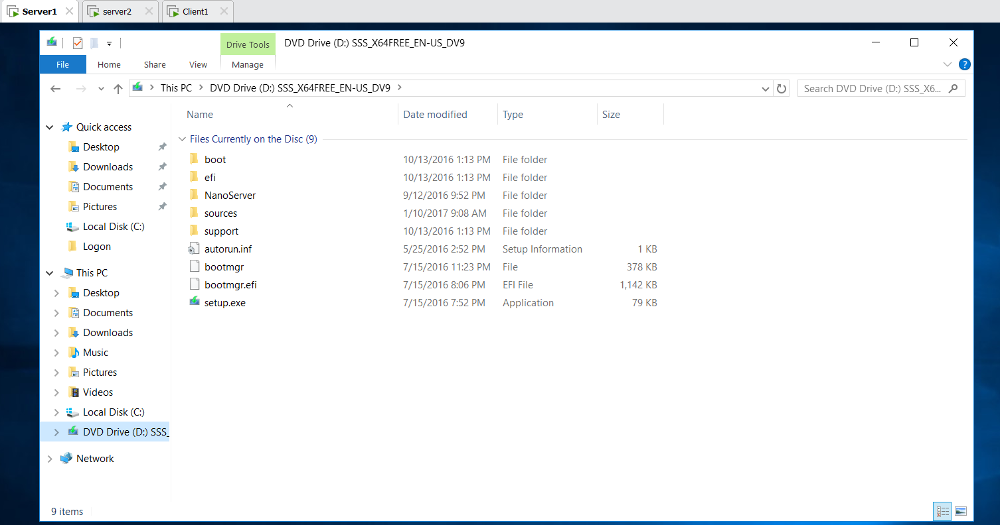 Server1 server2 Client1
Drive Tools DVD Drive (D:) SSS_X64FREE_EN-US_DV9
File Home Share View Manage
This PC DVD Drive (D:) SSS_X64FREE_EN-US_DV9 Search DVD Drive (D:) SSS_X6...
Name Date modified Type Size
Quick access
Desktop
Downloads
Documents
Pictures
Local Disk (C:)
Logon
This PC
Desktop
Documents
Downloads
Music
Pictures
Videos
Local Disk (C:)
DVD Drive (D:) SSS_
Network
Files Currently on the Disc (9)
boot 10/13/2016 1:13 PM File folder
efi 10/13/2016 1:13 PM File folder
NanoServer 9/12/2016 9:52 PM File folder
sources 1/10/2017 9:08 AM File folder
support 10/13/2016 1:13 PM File folder
autorun.inf 5/25/2016 2:52 PM Setup Information 1 KB
bootmgr 7/15/2016 11:23 PM File 378 KB
bootmgr.efi 7/15/2016 8:06 PM EFI File 1,142 KB
setup.exe 7/15/2016 7:52 PM Application 79 KB
9 items